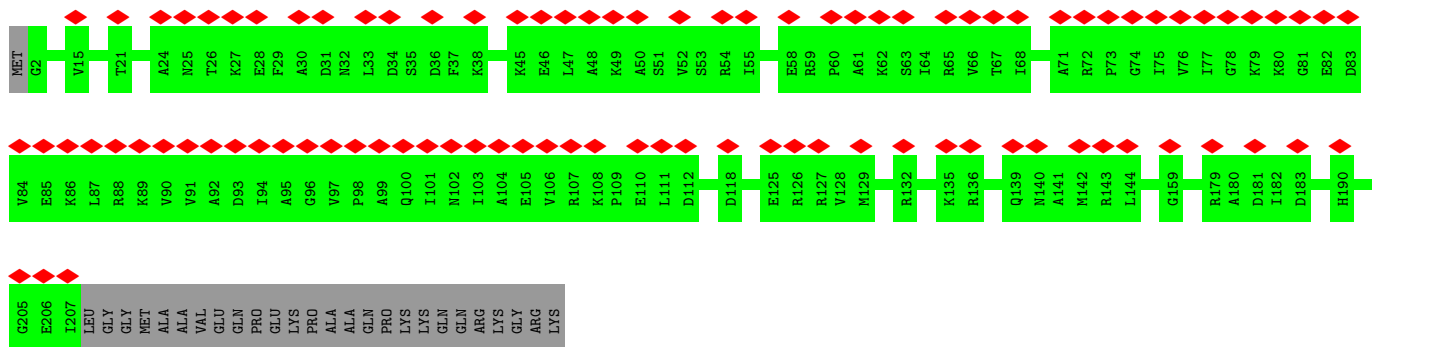 MET G2 V15 T21 A24 N25 T26 K27 E28 F29 A30 D31 N32 L33 D34 S35 D36 F37 K38 K45 E46 L47 A48 K49 A50 S51 V52 S53 R54 I55 E58 R59 P60 A61 K62 S63 I64 R65 V66 T67 I68 A71 R72 P73 G74 I75 V76 I77 G78 K79 K80 G81 E82 D83
V84 E85 K86 L87 R88 K89 V90 V91 A92 D93 I94 A95 G96 V97 P98 A99 Q100 I101 N102 I103 A104 E105 V106 R107 K108 P109 E110 L111 D112 D118 E125 R126 R127 V128 M129 R132 K135 R136 Q139 N140 A141 M142 R143 L144 G159 R179 A180 D181 I182 D183 H190
G205 E206 I207 LEU GLY GLY MET ALA ALA VAL GLU GLN PRO GLU LYS PRO ALA ALA GLN PRO LYS LYS GLN GLN ARG LYS GLY ARG LYS